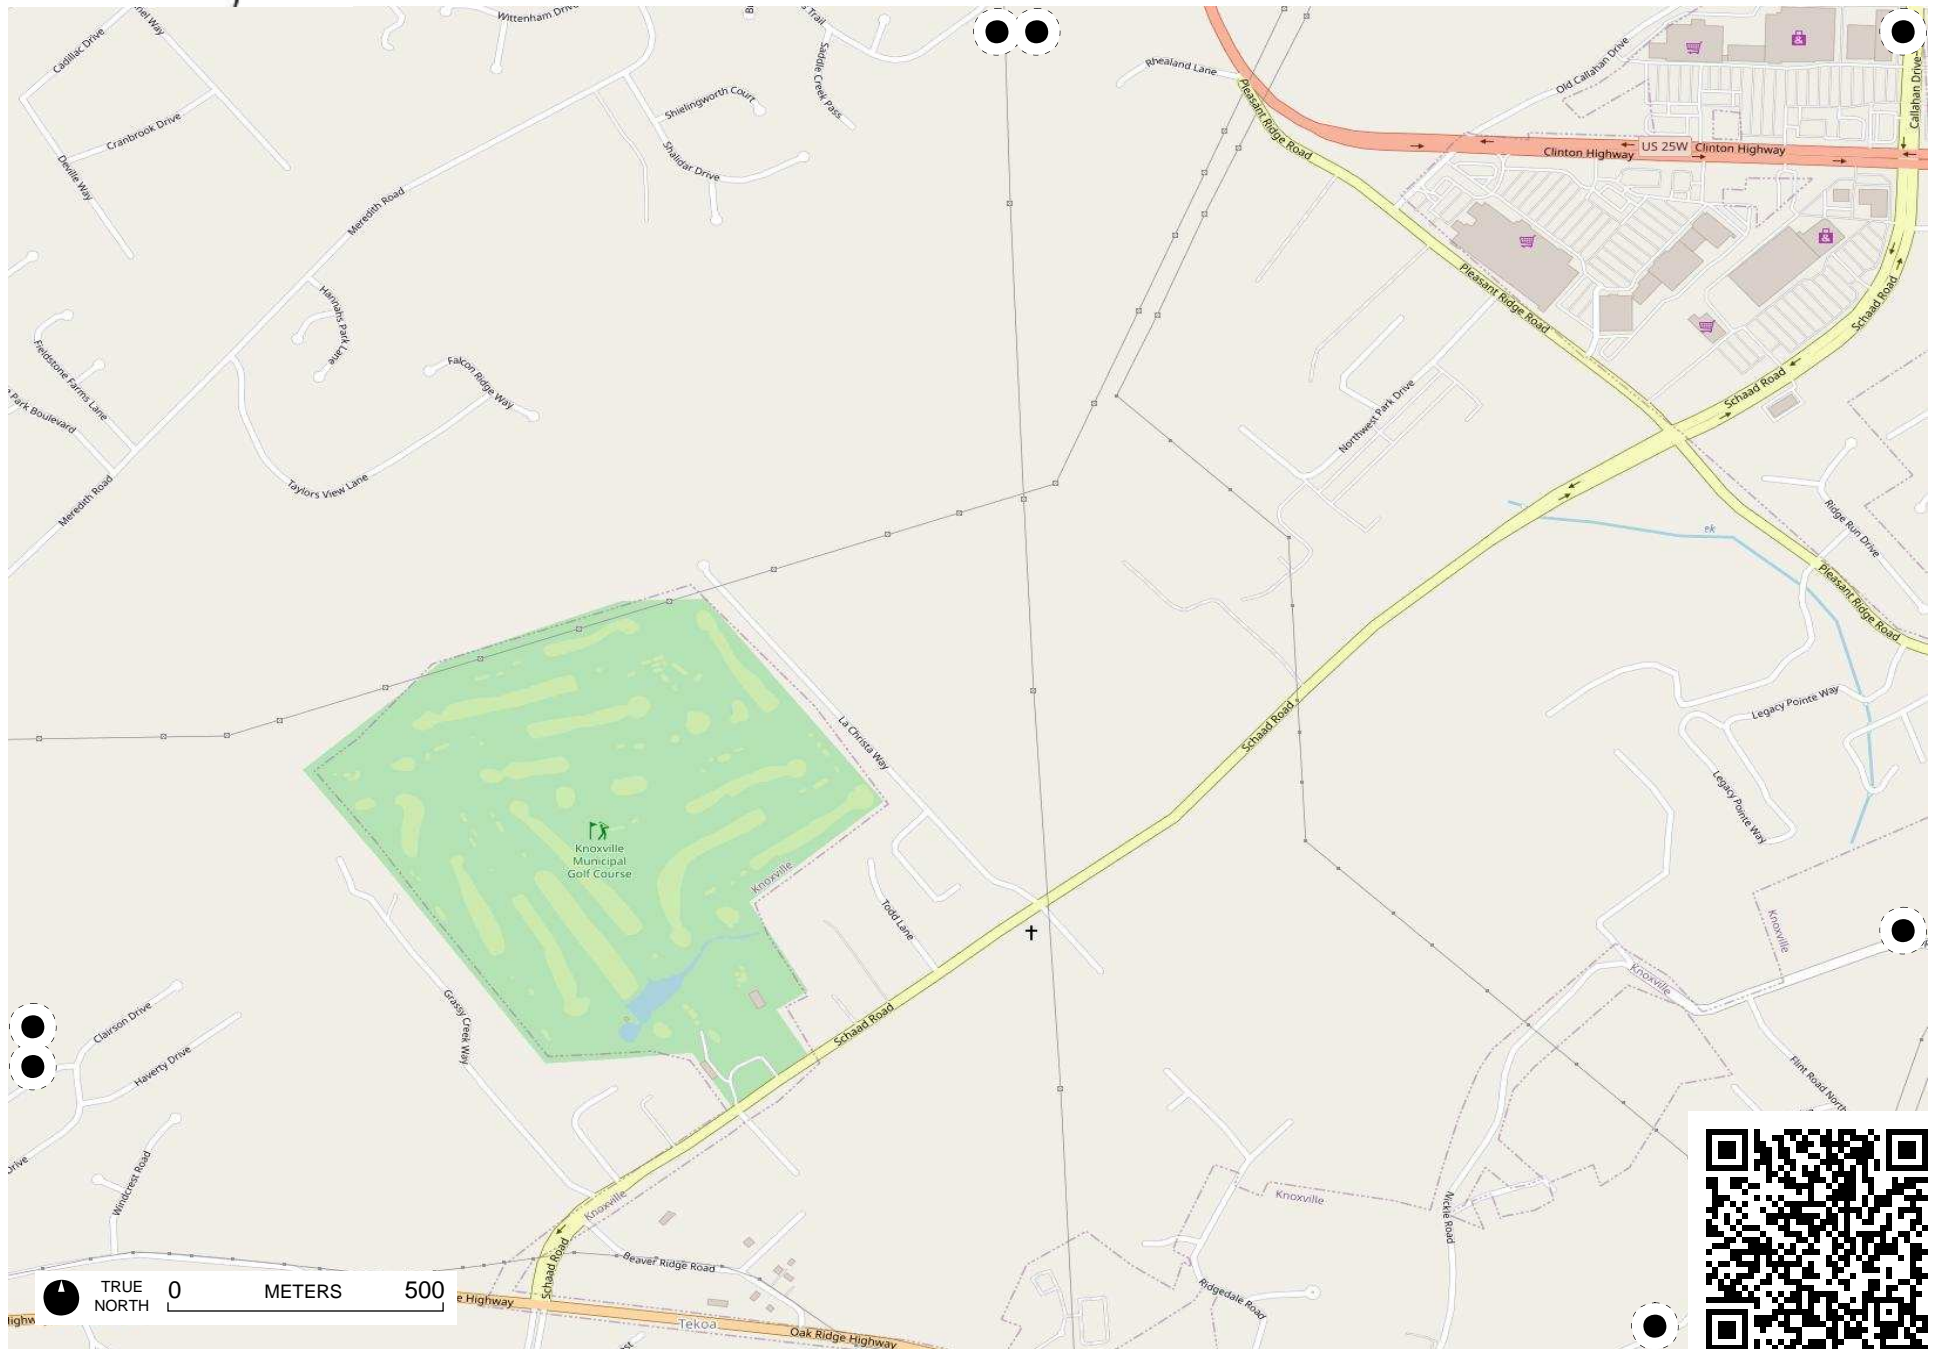 Wittenham Drive
Cadillac Drive
Saddle Creek Pass
Rhealand Lane
Old Callahan Drive
Callahan Drive
Shielingworth Court
Cranbrook Drive
Pleasant Ridge Road
Clinton Highway
US 25W
Clinton Highway
Deville Way
Shalidar Drive
Meredith Road
Hannahs Park Lane
Pleasant Ridge Road
Schaad Road
Fieldstone Farms Lane
Falcon Ridge Way
Schaad Road
Park Boulevard
Northwest Park Drive
Taylors View Lane
Meredith Road
Ridge Run Drive
ek
Pleasant Ridge Road
La Christa Way
Schaad Road
Legacy Pointe Way
Legacy Pointe Way
Knoxville
Municipal
Golf Course
Knoxville
Todd Lane
Knoxville
Knoxville
Grassy Creek Way
Clairson Drive
Schaad Road
Haverty Drive
Flint Road North
Drive
Windcrest Road
Knoxville
Knoxville
Nickle Road
Schaad Road
Beaver Ridge Road
Ridgedale Road
TRUE
NORTH
0 METERS 500
e Highway
Tekoa
Oak Ridge Highway